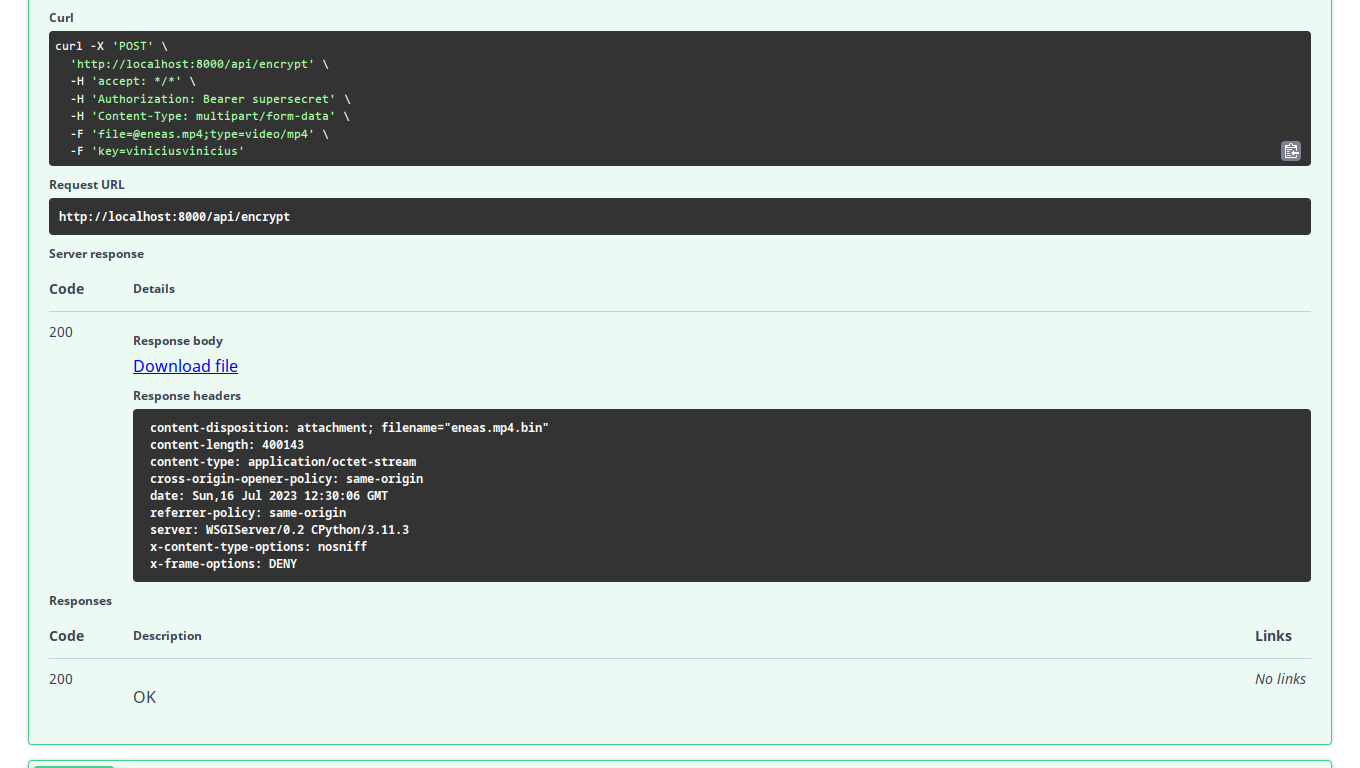 Curl
curl -X 'POST' \
'http://localhost:8000/api/encrypt' \
-H 'accept: */*' \
-H 'Authorization: Bearer supersecret' \
-H 'Content-Type: multipart/form-data' \
-F 'file=@eneas.mp4;type=video/mp4' \
-F 'key=viniciusvinicius'
Request URL
http://localhost:8000/api/encrypt
Server response
Code Details
200
Response body
Download file
Response headers
content-disposition: attachment; filename="eneas.mp4.bin"
content-length: 400143
content-type: application/octet-stream
cross-origin-opener-policy: same-origin
date: Sun,16 Jul 2023 12:30:06 GMT
referrer-policy: same-origin
server: WSGIServer/0.2 CPython/3.11.3
x-content-type-options: nosniff
x-frame-options: DENY
Responses
Code Description Links
200 No links
OK